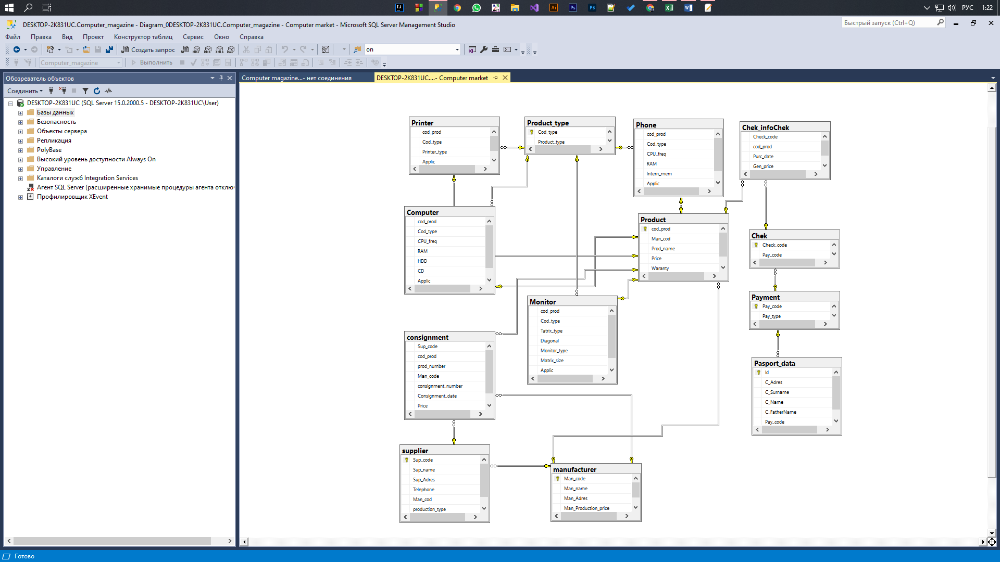 РУС
1:22
DESKTOP-2K831UC.Computer_magazine - Diagram_0DESKTOP-2K831UC.Computer_magazine - Computer market - Microsoft SQL Server Management Studio
Быстрый запуск (Ctrl+Q)
Файл Правка Вид Проект Конструктор таблиц Сервис Окно Справка
Создать запрос
MDX DMX XMLA DAX
on
Computer_magazine
Выполнить
Обозреватель объектов
Computer magazine...- нет соединения
DESKTOP-2K831UC....- Computer market
Соединить
DESKTOP-2K831UC (SQL Server 15.0.2000.5 - DESKTOP-2K831UC\User)
Базы данных
Безопасность
Объекты сервера
Репликация
PolyBase
Высокий уровень доступности Always On
Управление
Каталоги служб Integration Services
Агент SQL Server (расширенные хранимые процедуры агента отклю
Профилировщик XEvent
Printer
cod_prod
Cod_type
Printer_type
Applic
Product_type
Cod_type
Product_type
Phone
cod_prod
Cod_type
CPU_freq
RAM
Intern_mem
Applic
Chek_infoChek
Check_code
cod_prod
Purc_date
Gen_price
Computer
cod_prod
Cod_type
CPU_freq
RAM
HDD
CD
Applic
Product
cod_prod
Man_cod
Prod_name
Price
Waranty
Chek
Check_code
Pay_code
Payment
Pay_code
Pay_type
Monitor
cod_prod
Cod_type
Tatrix_type
Diagonal
Monitor_type
Matrix_size
Applic
consignment
Sup_code
cod_prod
prod_number
Man_code
consignment_number
Consignment_date
Price
Pasport_data
Id
C_Adres
C_Surname
C_Name
C_FatherName
Pay_code
supplier
Sup_code
Sup_name
Sup_Adres
Telephone
Man_cod
production_type
manufacturer
Man_code
Man_name
Man_Adres
Man_Production_price
Готово